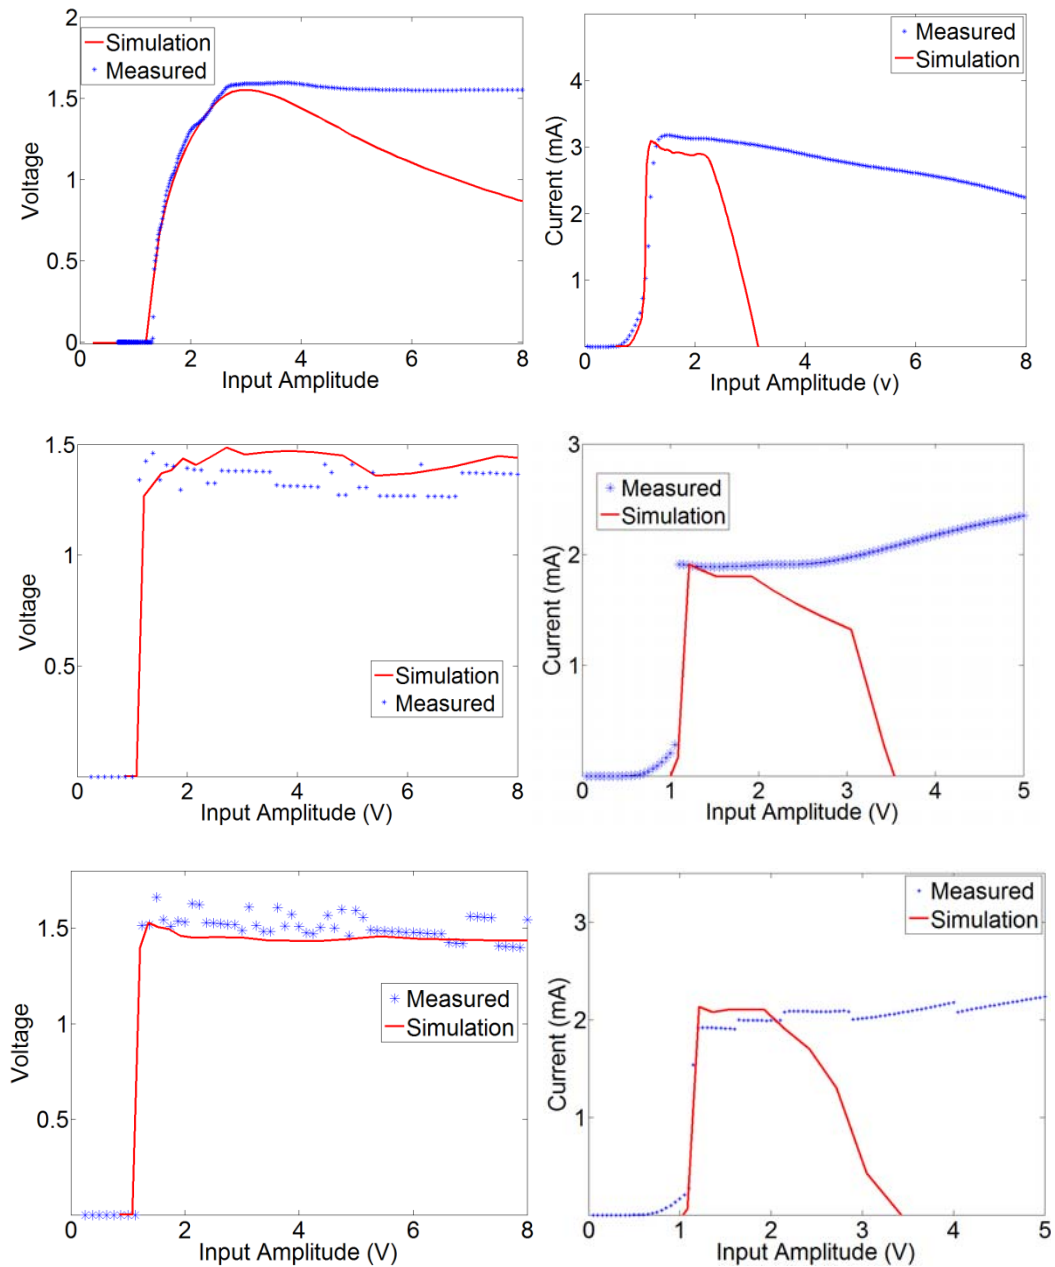 2
Simulation
Measured
1.5
1
0.5
0
Voltage
0
2
4
6
8
Input Amplitude
Measured
Simulation
4
3
2
1
Current (mA)
0
2
4
6
8
Input Amplitude (v)
1.5
1
0.5
Voltage
Simulation
Measured
0
2
4
6
8
Input Amplitude (V)
3
2
1
Current (mA)
Measured
Simulation
0
1
2
3
4
5
Input Amplitude (V)
1.5
1
0.5
Voltage
Measured
Simulation
0
2
4
6
8
Input Amplitude (V)
Measured
Simulation
3
2
1
Current (mA)
0
1
2
3
4
5
Input Amplitude (V)